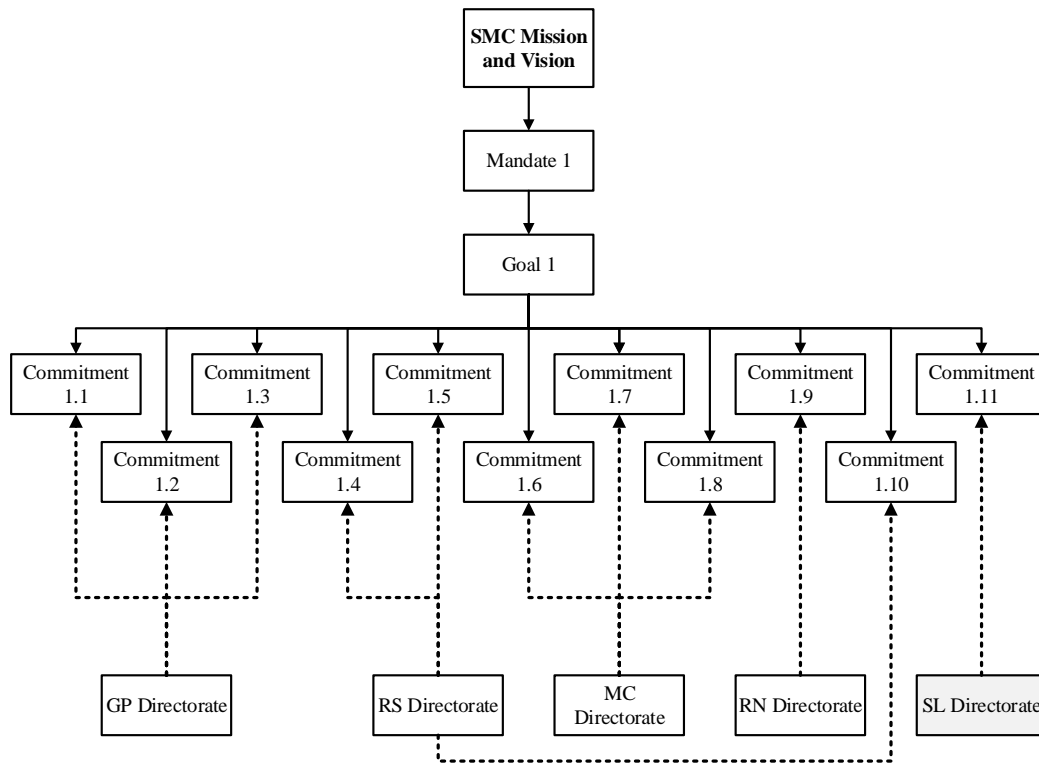 SMC Mission
and Vision
Mandate 1
Goal 1
Commitment
1.1
Commitment
1.3
Commitment
1.5
Commitment
1.7
Commitment
1.9
Commitment
1.11
Commitment
1.2
Commitment
1.4
Commitment
1.6
Commitment
1.8
Commitment
1.10
GP Directorate
RS Directorate
MC
Directorate
RN Directorate
SL Directorate